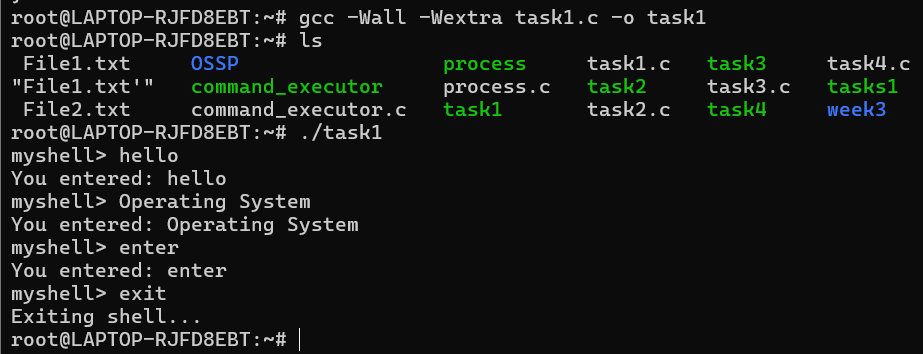 root@LAPTOP-RJFD8EBT:~# gcc -Wall -Wextra task1.c -o task1
root@LAPTOP-RJFD8EBT:~# ls
 File1.txt    OSSP                process    task1.c  task3    task4.c
"File1.txt'"  command_executor    process.c  task2    task3.c  tasks1
 File2.txt    command_executor.c  task1      task2.c  task4    week3
root@LAPTOP-RJFD8EBT:~# ./task1
myshell> hello
You entered: hello
myshell> Operating System
You entered: Operating System
myshell> enter
You entered: enter
myshell> exit
Exiting shell...
root@LAPTOP-RJFD8EBT:~#